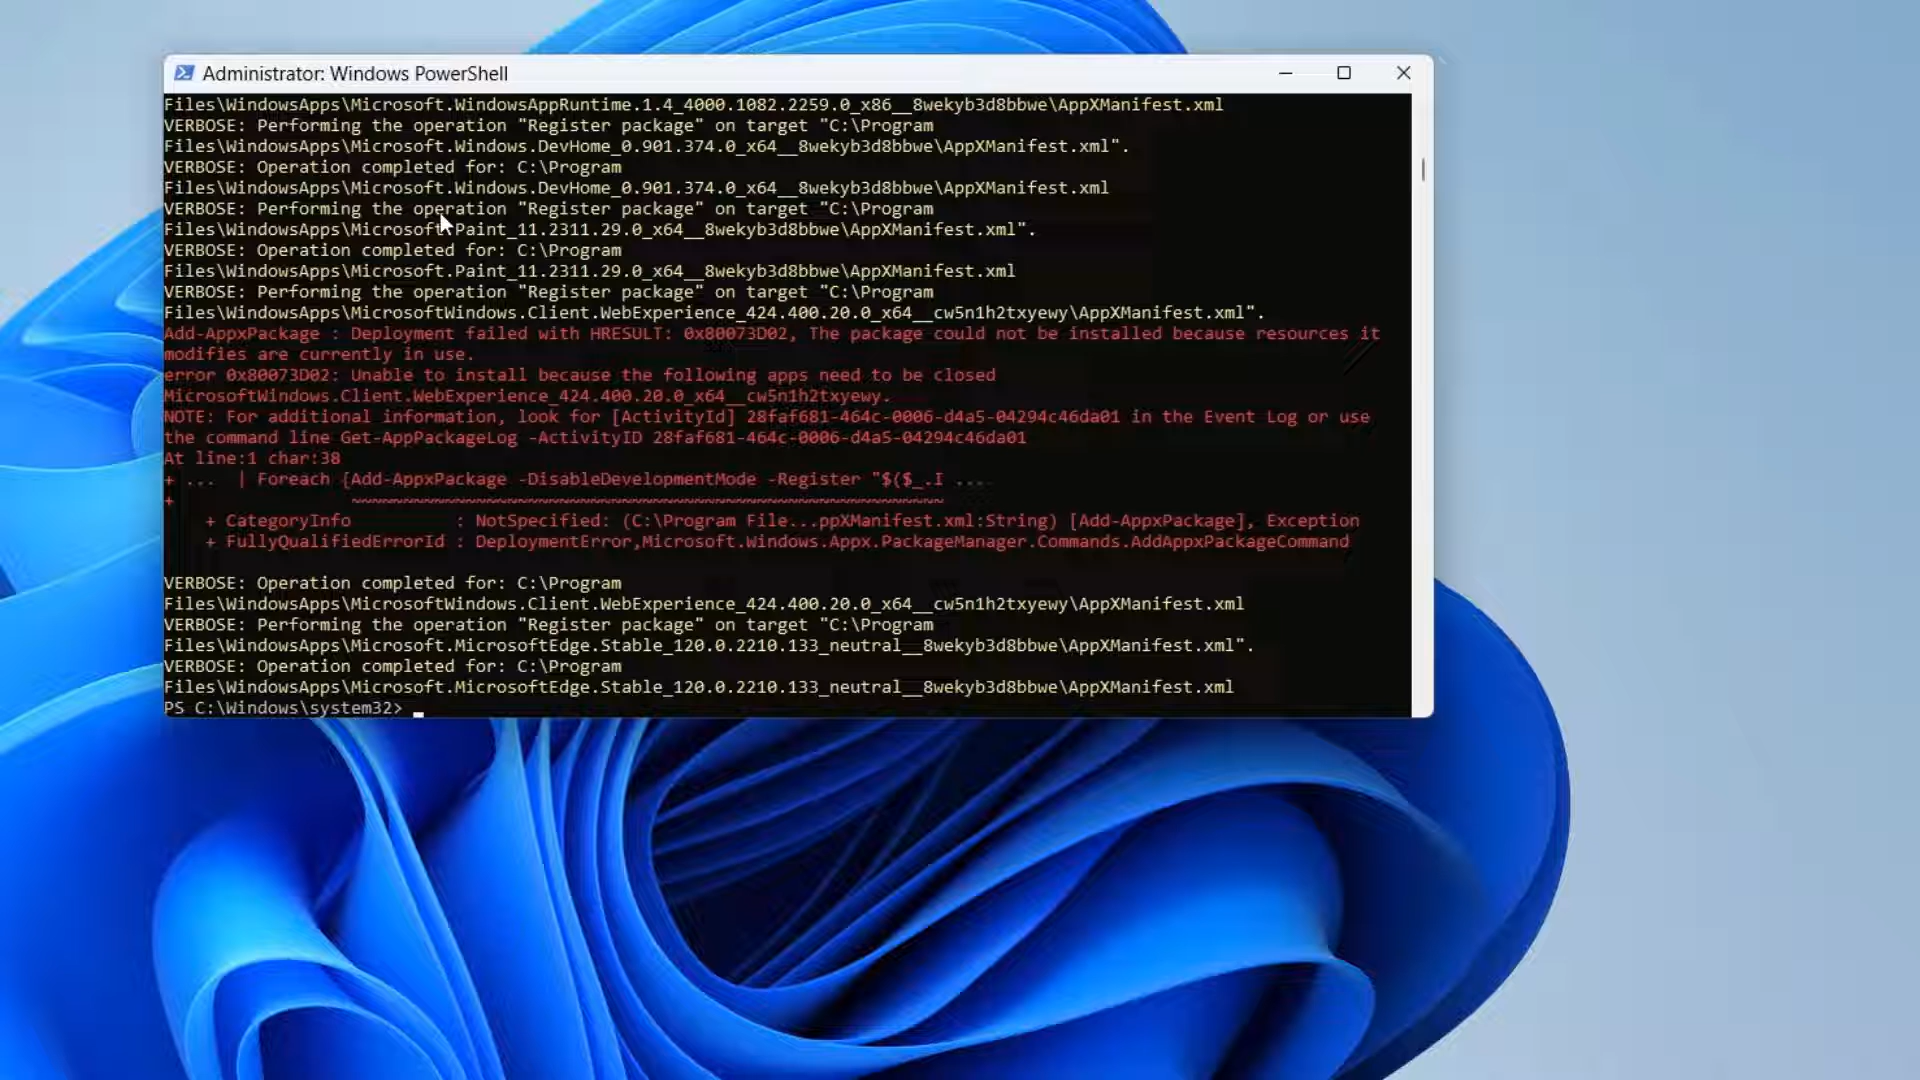 Administrator: Windows PowerShell
Files\WindowsApps\Microsoft.WindowsAppRuntime.1.4_4000.1082.2259.0_x86__8wekyb3d8bbwe\AppXManifest.xml
VERBOSE: Performing the operation "Register package" on target "C:\Program
Files\WindowsApps\Microsoft.Windows.DevHome_0.901.374.0_x64__8wekyb3d8bbwe\AppXManifest.xml".
VERBOSE: Operation completed for: C:\Program
Files\WindowsApps\Microsoft.Windows.DevHome_0.901.374.0_x64__8wekyb3d8bbwe\AppXManifest.xml
VERBOSE: Performing the operation "Register package" on target "C:\Program
Files\WindowsApps\Microsoft.Paint_11.2311.29.0_x64__8wekyb3d8bbwe\AppXManifest.xml".
VERBOSE: Operation completed for: C:\Program
Files\WindowsApps\Microsoft.Paint_11.2311.29.0_x64__8wekyb3d8bbwe\AppXManifest.xml
VERBOSE: Performing the operation "Register package" on target "C:\Program
Files\WindowsApps\MicrosoftWindows.Client.WebExperience_424.400.20.0_x64__cw5n1h2txyewy\AppXManifest.xml".
Add-AppxPackage : Deployment failed with HRESULT: 0x80073D02, The package could not be installed because resources it
modifies are currently in use.
error 0x80073D02: Unable to install because the following apps need to be closed
MicrosoftWindows.Client.WebExperience_424.400.20.0_x64__cw5n1h2txyewy.
NOTE: For additional information, look for [ActivityId] 28faf681-464c-0006-d4a5-04294c46da01 in the Event Log or use
the command line Get-AppPackageLog -ActivityID 28faf681-464c-0006-d4a5-04294c46da01
At line:1 char:38
+ ...  | Foreach {Add-AppxPackage -DisableDevelopmentMode -Register "$($_.I ...
+                 ~~~~~~~~~~~~~~~~~~~~~~~~~~~~~~~~~~~~~~~~~~~~~~~~~~~~~~~~~
    + CategoryInfo          : NotSpecified: (C:\Program File...ppXManifest.xml:String) [Add-AppxPackage], Exception
    + FullyQualifiedErrorId : DeploymentError,Microsoft.Windows.Appx.PackageManager.Commands.AddAppxPackageCommand
VERBOSE: Operation completed for: C:\Program
Files\WindowsApps\MicrosoftWindows.Client.WebExperience_424.400.20.0_x64__cw5n1h2txyewy\AppXManifest.xml
VERBOSE: Performing the operation "Register package" on target "C:\Program
Files\WindowsApps\Microsoft.MicrosoftEdge.Stable_120.0.2210.133_neutral__8wekyb3d8bbwe\AppXManifest.xml".
VERBOSE: Operation completed for: C:\Program
Files\WindowsApps\Microsoft.MicrosoftEdge.Stable_120.0.2210.133_neutral__8wekyb3d8bbwe\AppXManifest.xml
PS C:\Windows\system32>